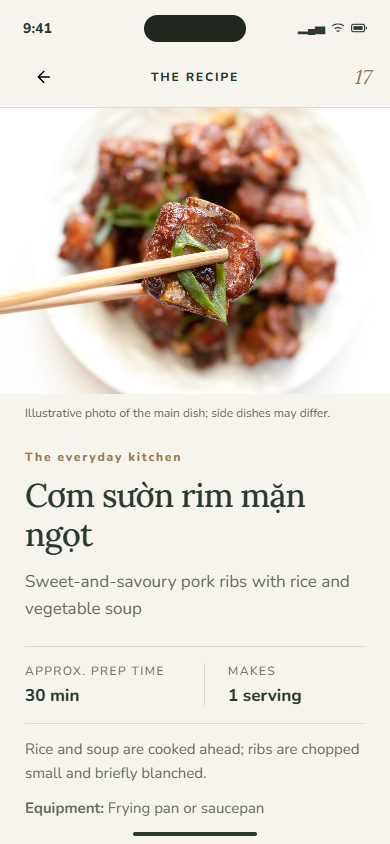 9:41
THE RECIPE
17
Illustrative photo of the main dish; side dishes may differ.
The everyday kitchen
Cơm sườn rim mặn
ngọt
Sweet-and-savoury pork ribs with rice and
vegetable soup
APPROX. PREP TIME
MAKES
30 min
1 serving
Rice and soup are cooked ahead; ribs are chopped
small and briefly blanched.
Equipment: Frying pan or saucepan